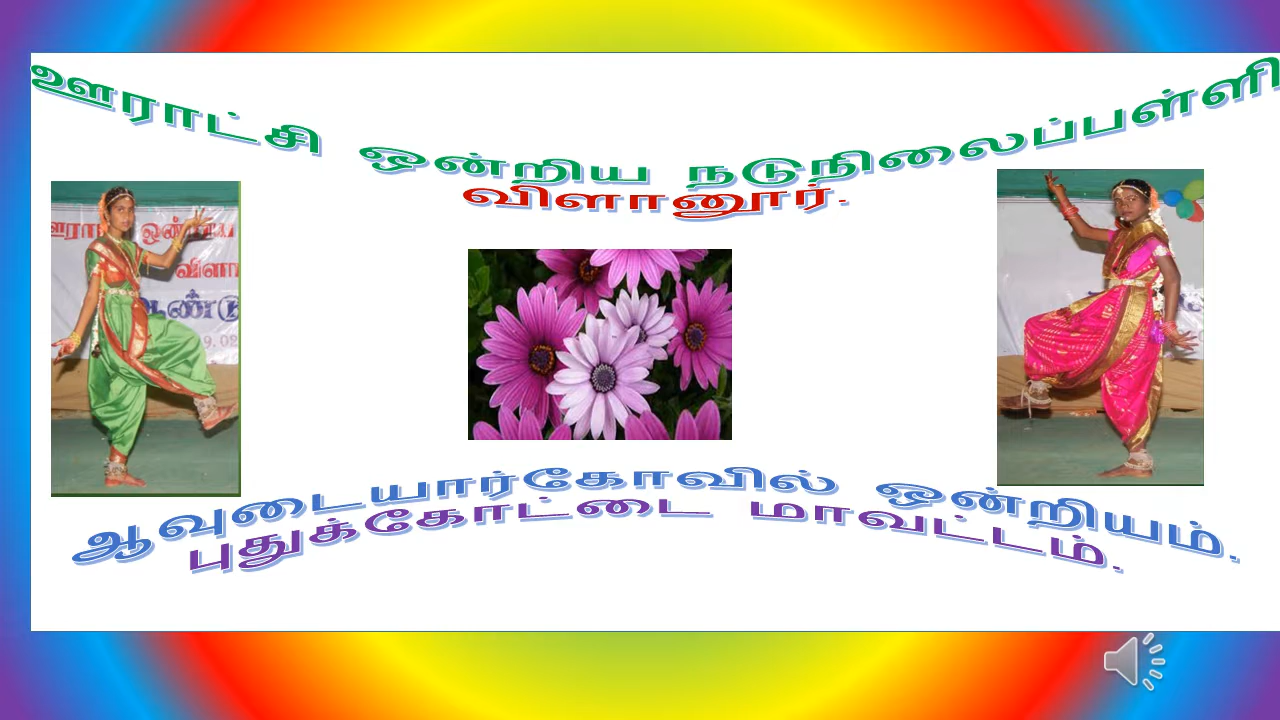 ஊராட்சி ஒன்றிய நடுநிலைப்பள்ளி
விளானூர்.
ஆவுடையார்கோவில் ஒன்றியம்.
புதுக்கோட்டை மாவட்டம்.